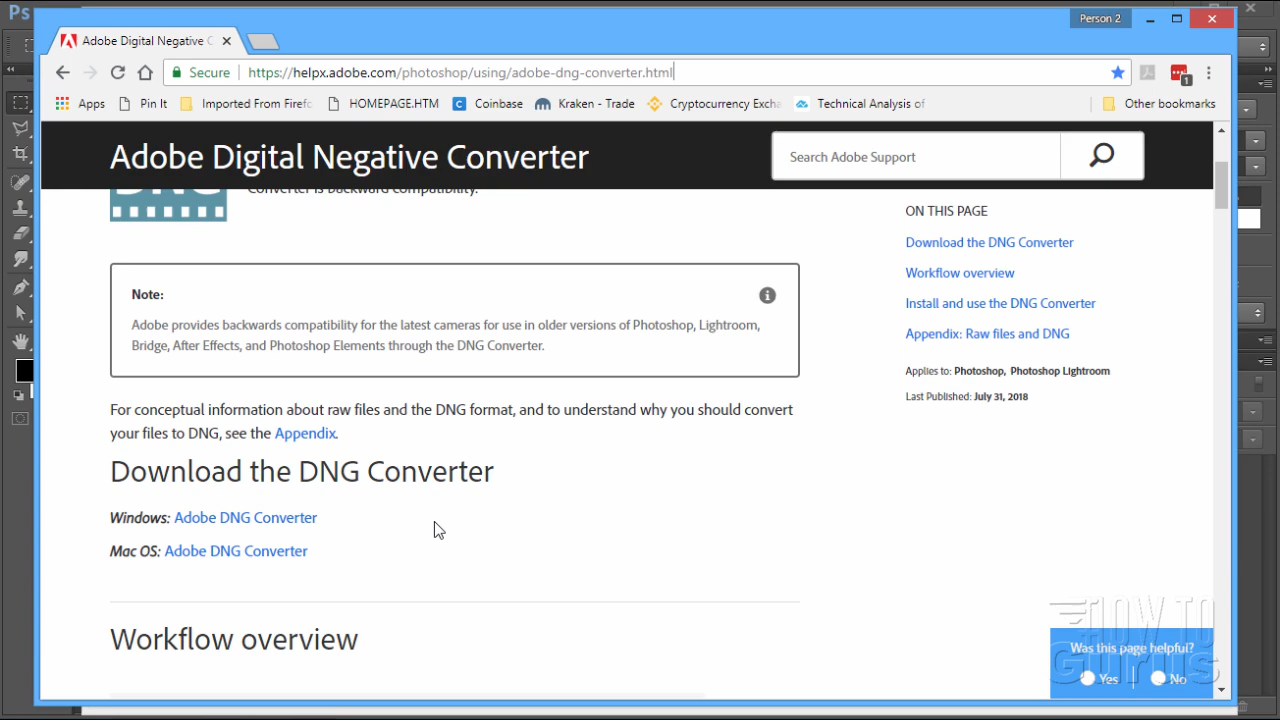 Ps
Person 2
Adobe Digital Negative C
Secure
https://helpx.adobe.com/photoshop/using/adobe-dng-converter.html
1
Apps
Pin It
Imported From Firefo
HOMEPAGE.HTM
Coinbase
Kraken - Trade
Cryptocurrency Excha
Technical Analysis of
Other bookmarks
Adobe Digital Negative Converter
Search Adobe Support
DNG
Converter is backward compatibility.
ON THIS PAGE
Download the DNG Converter
Workflow overview
Install and use the DNG Converter
Appendix: Raw files and DNG
Applies to: Photoshop, Photoshop Lightroom
Last Published: July 31, 2018
Note:
Adobe provides backwards compatibility for the latest cameras for use in older versions of Photoshop, Lightroom,
Bridge, After Effects, and Photoshop Elements through the DNG Converter.
For conceptual information about raw files and the DNG format, and to understand why you should convert
your files to DNG, see the Appendix.
Download the DNG Converter
Windows: Adobe DNG Converter
Mac OS: Adobe DNG Converter
Workflow overview
HOW TO
Gurus
Was this page helpful?
Yes
No